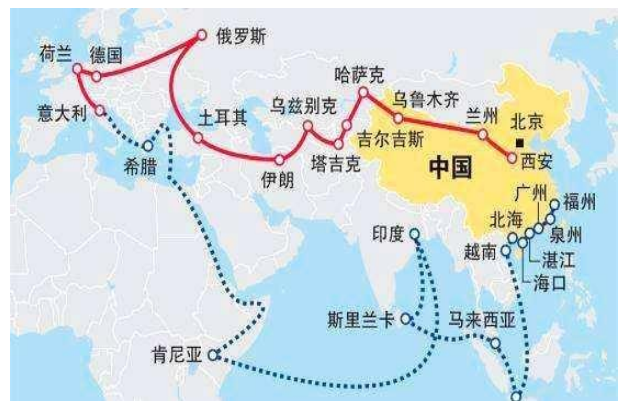 俄罗斯
荷兰
德国
哈萨克
意大利
乌兹别克
乌鲁木齐
土耳其
兰州
北京
希腊
吉尔吉斯
塔吉克
西安
伊朗
中国
广州
福州
北海
印度
泉州
越南
湛江
海口
斯里兰卡
马来西亚
肯尼亚